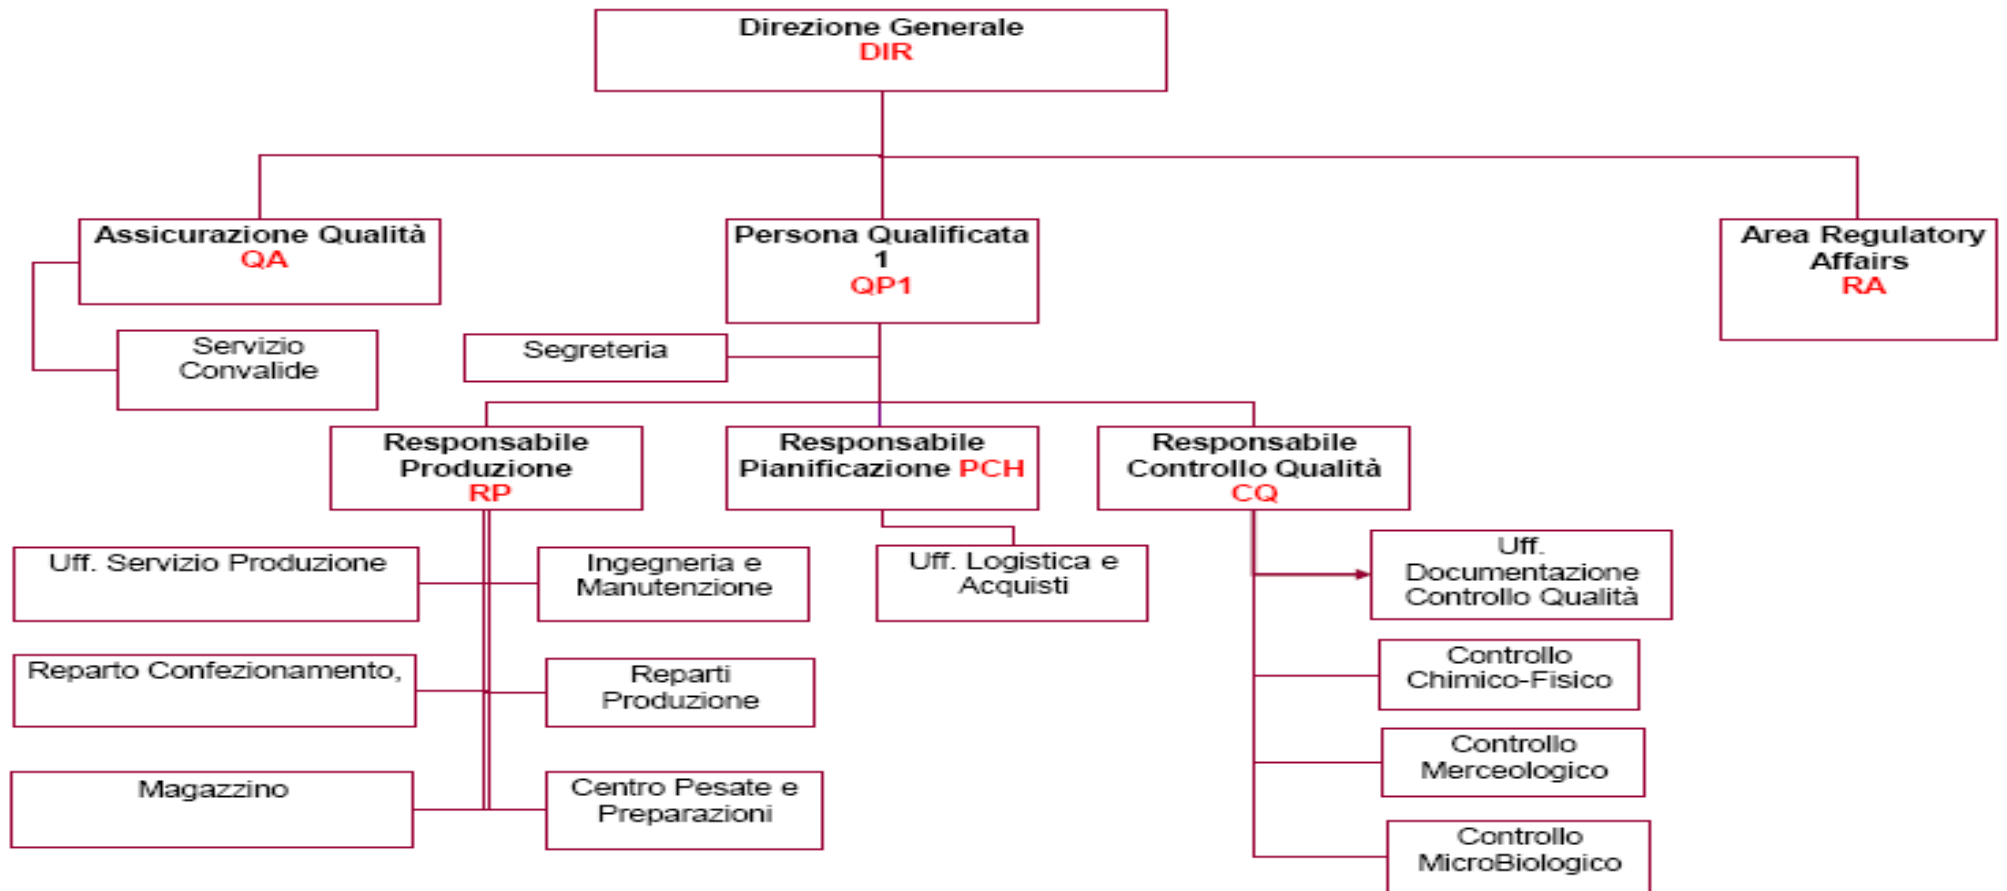 Direzione Generale
DIR
Assicurazione Qualità
QA
Persona Qualificata
1
QP1
Area Regulatory
Affairs
RA
Servizio
Convalide
Segreteria
Responsabile
Produzione
RP
Responsabile
Pianificazione PCH
Responsabile
Controllo Qualità
CQ
Uff. Servizio Produzione
Ingegneria e
Manutenzione
Uff. Logistica e
Acquisti
Uff.
Documentazione
Controllo Qualità
Reparto Confezionamento,
Reparti
Produzione
Controllo
Chimico-Fisico
Controllo
Merceologico
Magazzino
Centro Pesate e
Preparazioni
Controllo
MicroBiologico